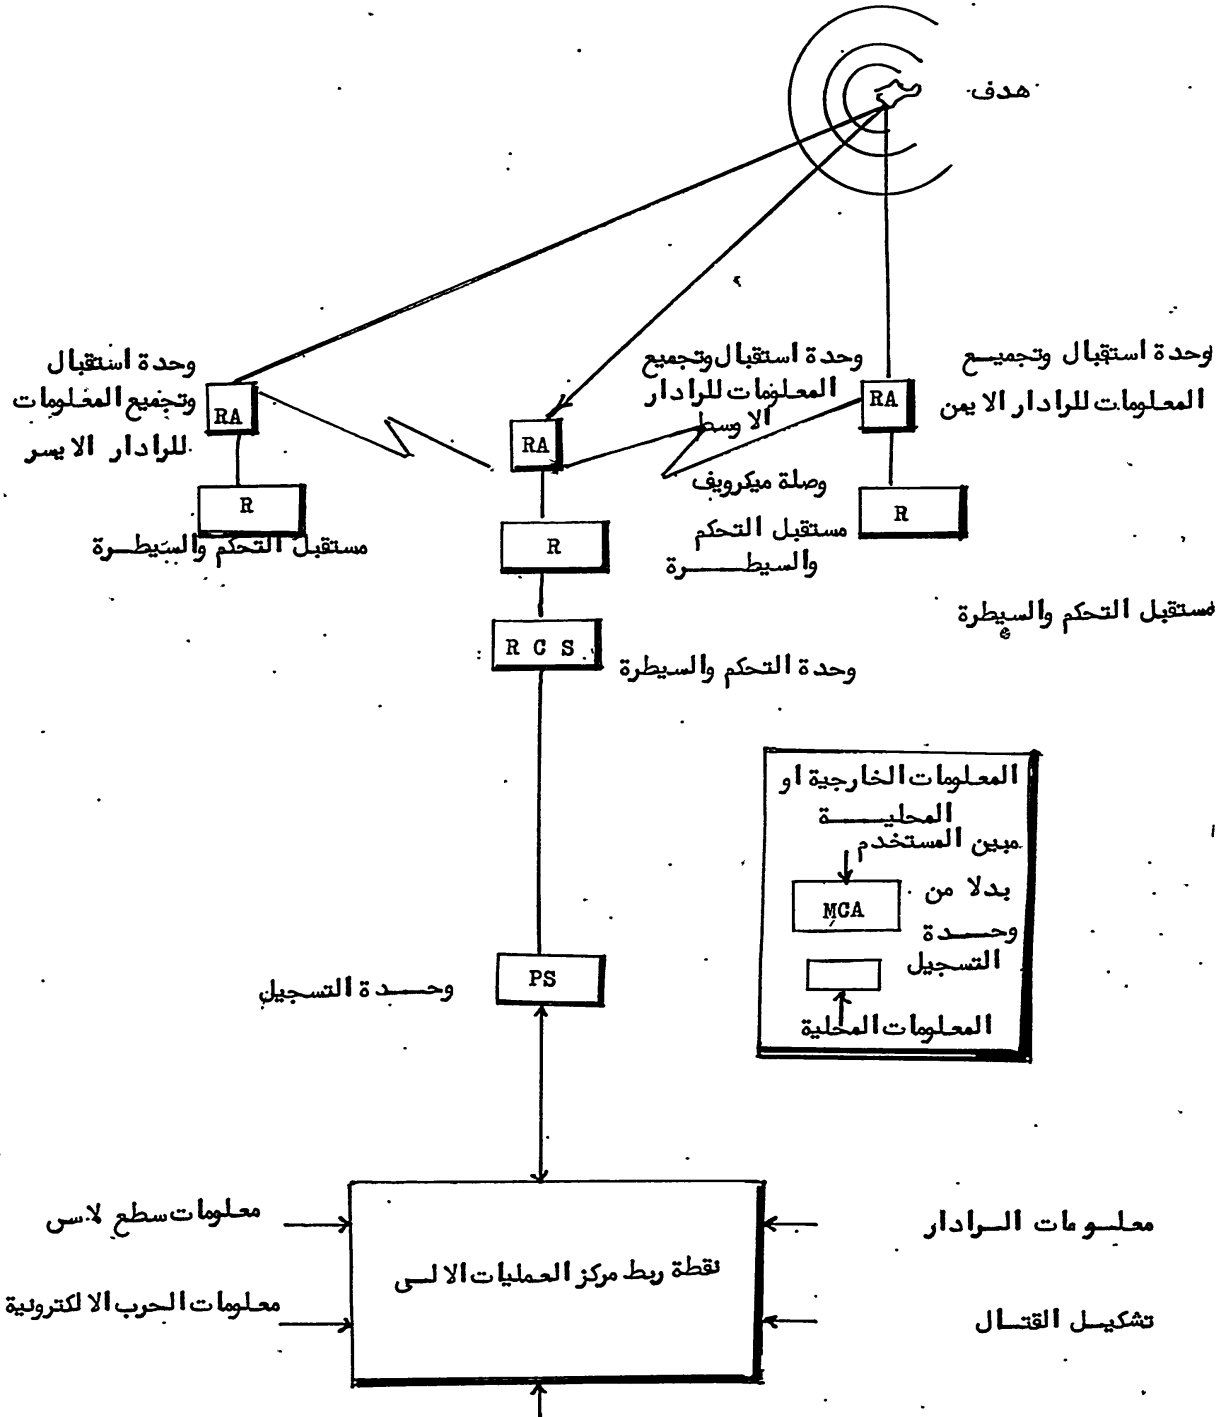 هدف
وحدة استقبال وتجميع
المعلومات للرادار الايمن
RA
R
مستقبل التحكم والسيطرة
وحدة استقبال وتجميع
المعلومات للرادار
الاوسط
RA
وصلة ميكرويف
مستقبل التحكم
والسيطرة
R
وحدة استقبال
وتجميع المعلومات
للرادار الايسر
RA
R
مستقبل التحكم والسيطرة
R C S
وحدة التحكم والسيطرة
المعلومات الخارجية او
المحلية
مبين المستخدم
بدلا من
MCA
وحدة
التسجيل
المعلومات المحلية
PS
وحدة التسجيل
معلومات الرادار
تشكيل القتال
نقطة ربط مركز العمليات الالى
معلومات سطع
معلومات الحرب الالكترونية